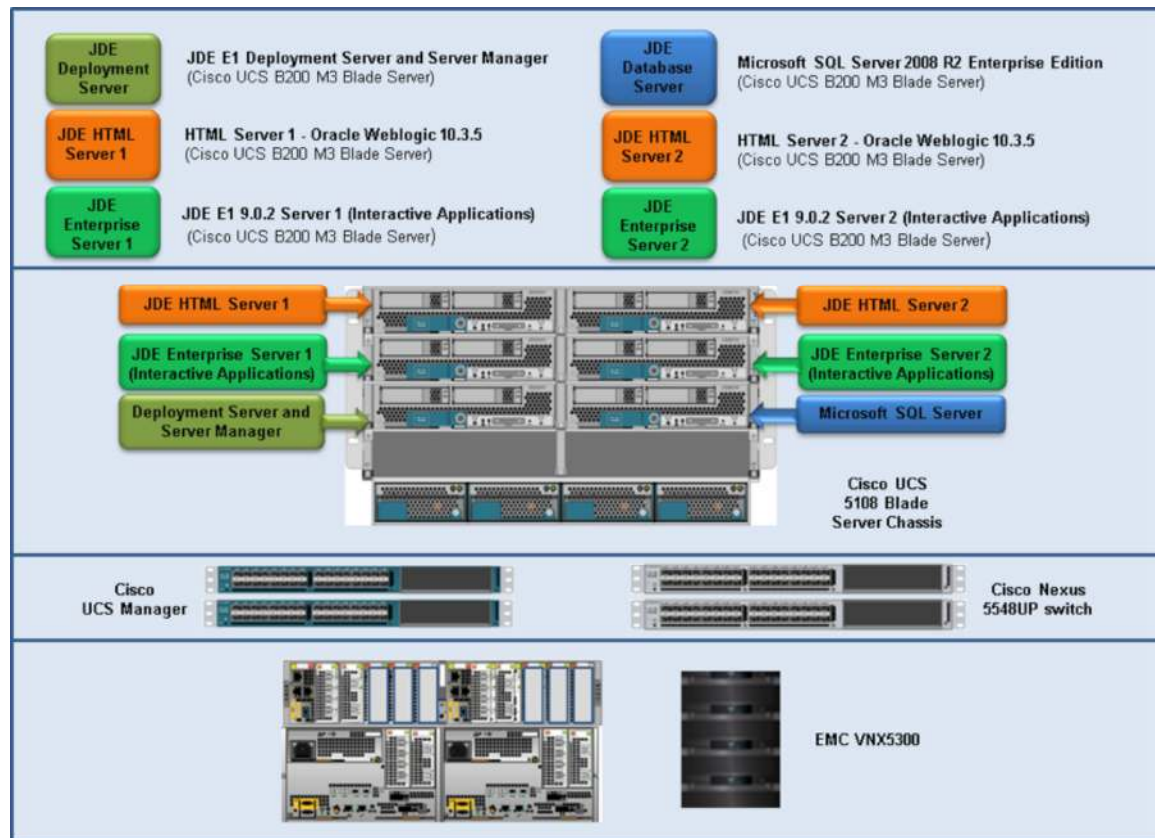 JDE
Deployment
Server
JDE E1 Deployment Server and Server Manager
(Cisco UCS B200 M3 Blade Server)
JDE
Database
Server
Microsoft SQL Server 2008 R2 Enterprise Edition
(Cisco UCS B200 M3 Blade Server)
JDE HTML
Server 1
HTML Server 1 - Oracle Weblogic 10.3.5
(Cisco UCS B200 M3 Blade Server)
JDE HTML
Server 2
HTML Server 2 - Oracle Weblogic 10.3.5
(Cisco UCS B200 M3 Blade Server)
JDE
Enterprise
Server 1
JDE E1 9.0.2 Server 1 (Interactive Applications)
(Cisco UCS B200 M3 Blade Server)
JDE
Enterprise
Server 2
JDE E1 9.0.2 Server 2 (Interactive Applications)
(Cisco UCS B200 M3 Blade Server)
JDE HTML Server 1
JDE HTML Server 2
JDE Enterprise Server 1
(Interactive Applications)
JDE Enterprise Server 2
(Interactive Applications)
Deployment Server and
Server Manager
Microsoft SQL Server
Cisco UCS
5108 Blade
Server Chassis
Cisco
UCS Manager
Cisco Nexus
5548UP switch
EMC VNX5300